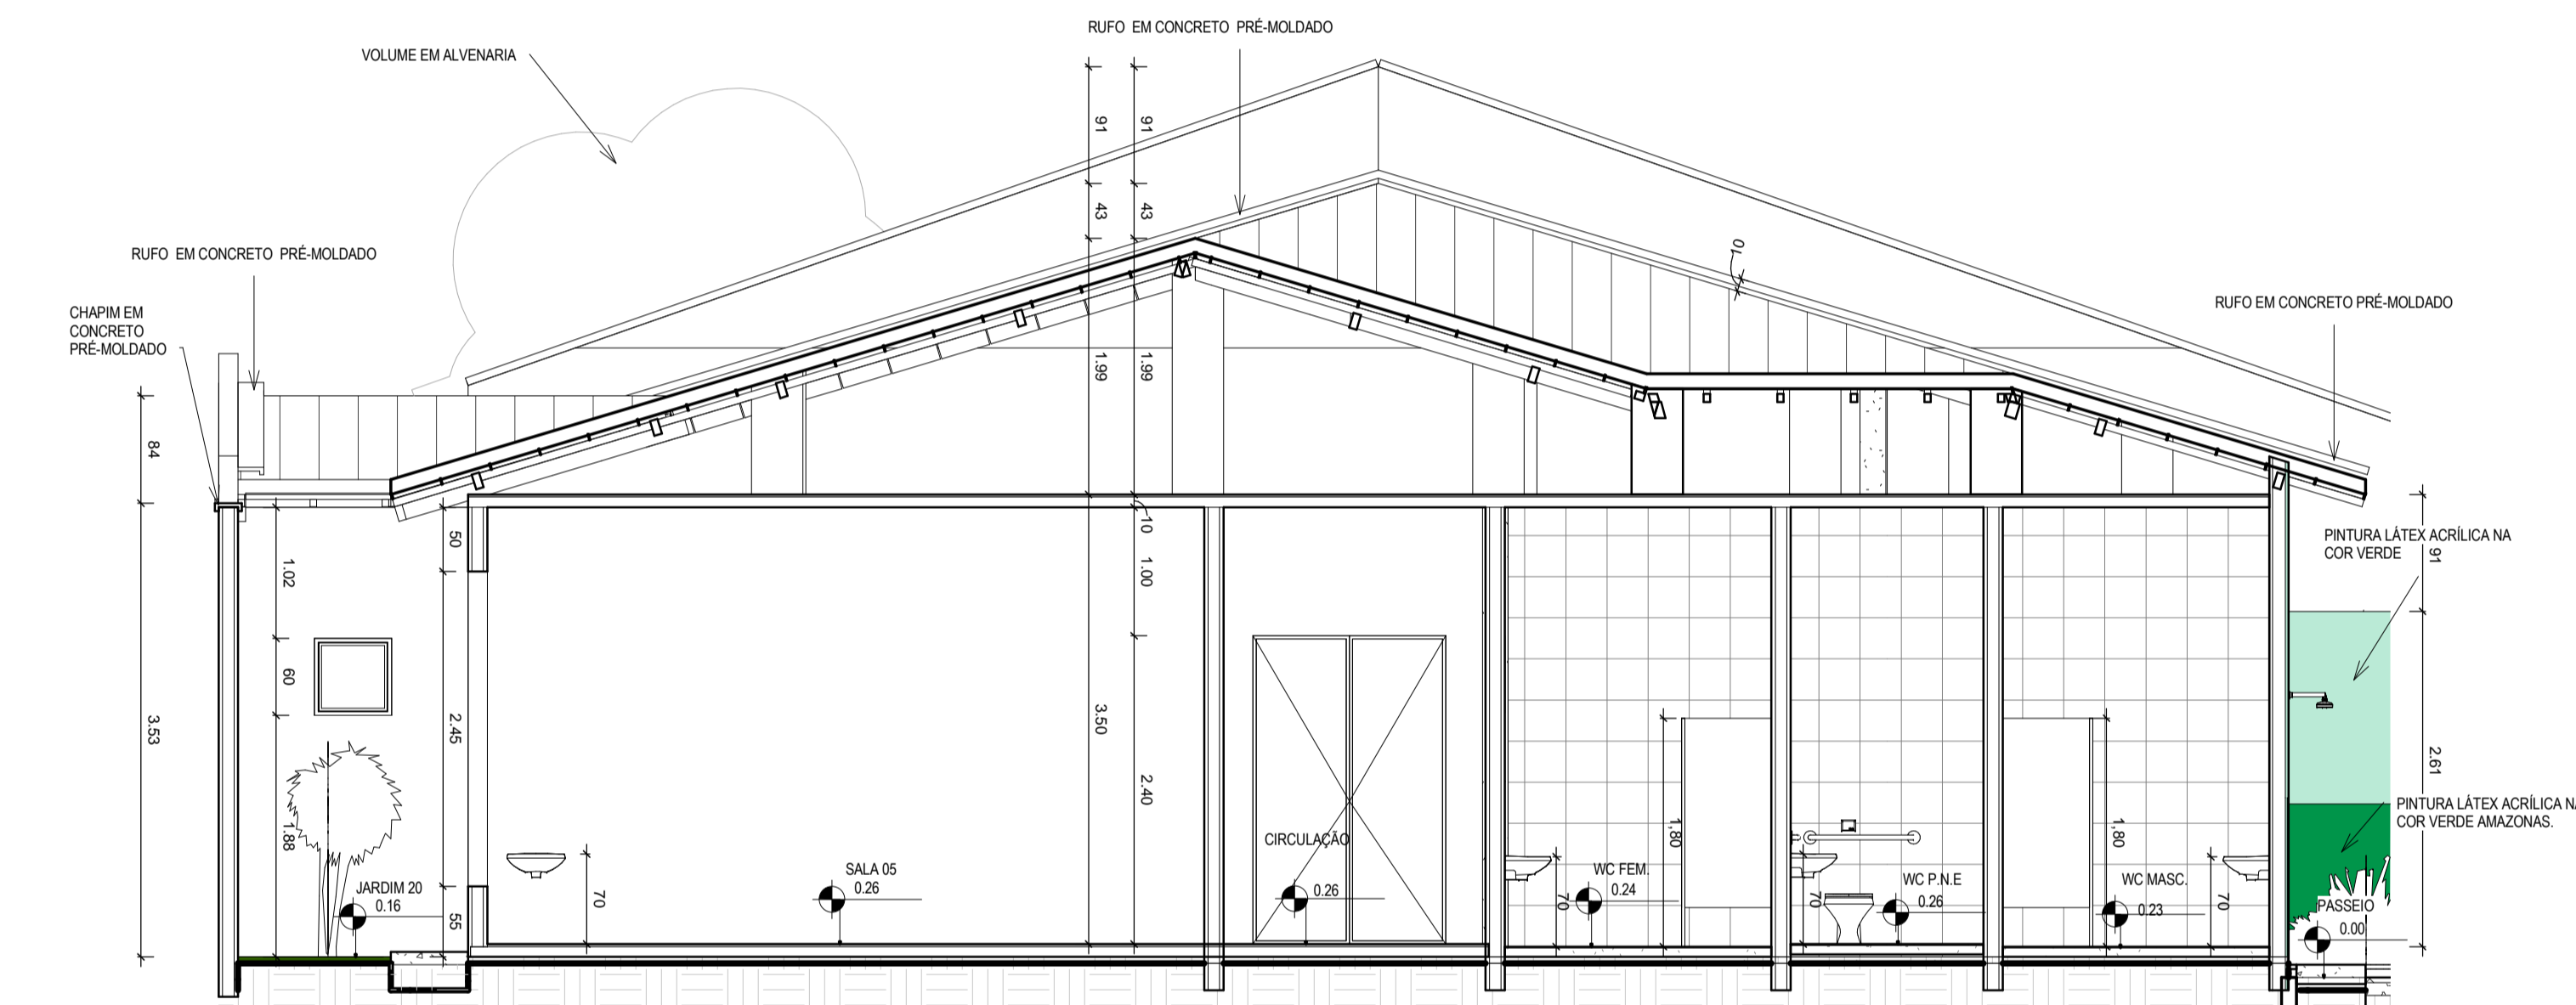 RUFO EM CONCRETO PRÉ-MOLDADO
VOLUME EM ALVENARIA
91
91
43
43
RUFO EM CONCRETO PRÉ-MOLDADO
10
RUFO EM CONCRETO PRÉ-MOLDADO
CHAPIM EM
CONCRETO
PRÉ-MOLDADO
1.99
1.99
84
50
10
PINTURA LÁTEX ACRÍLICA NA
COR VERDE
91
1.02
1.00
60
3.53
2.45
3.50
2.61
2.40
PINTURA LÁTEX ACRÍLICA NA
COR VERDE AMAZONAS.
1.88
CIRCULAÇÃO
1,80
1,80
SALA 05
0.26
WC FEM.
0.24
WC P.N.E
0.26
WC MASC.
0.23
JARDIM 20
0.16
0.26
70
70
70
70
55
PASSEIO
0.00